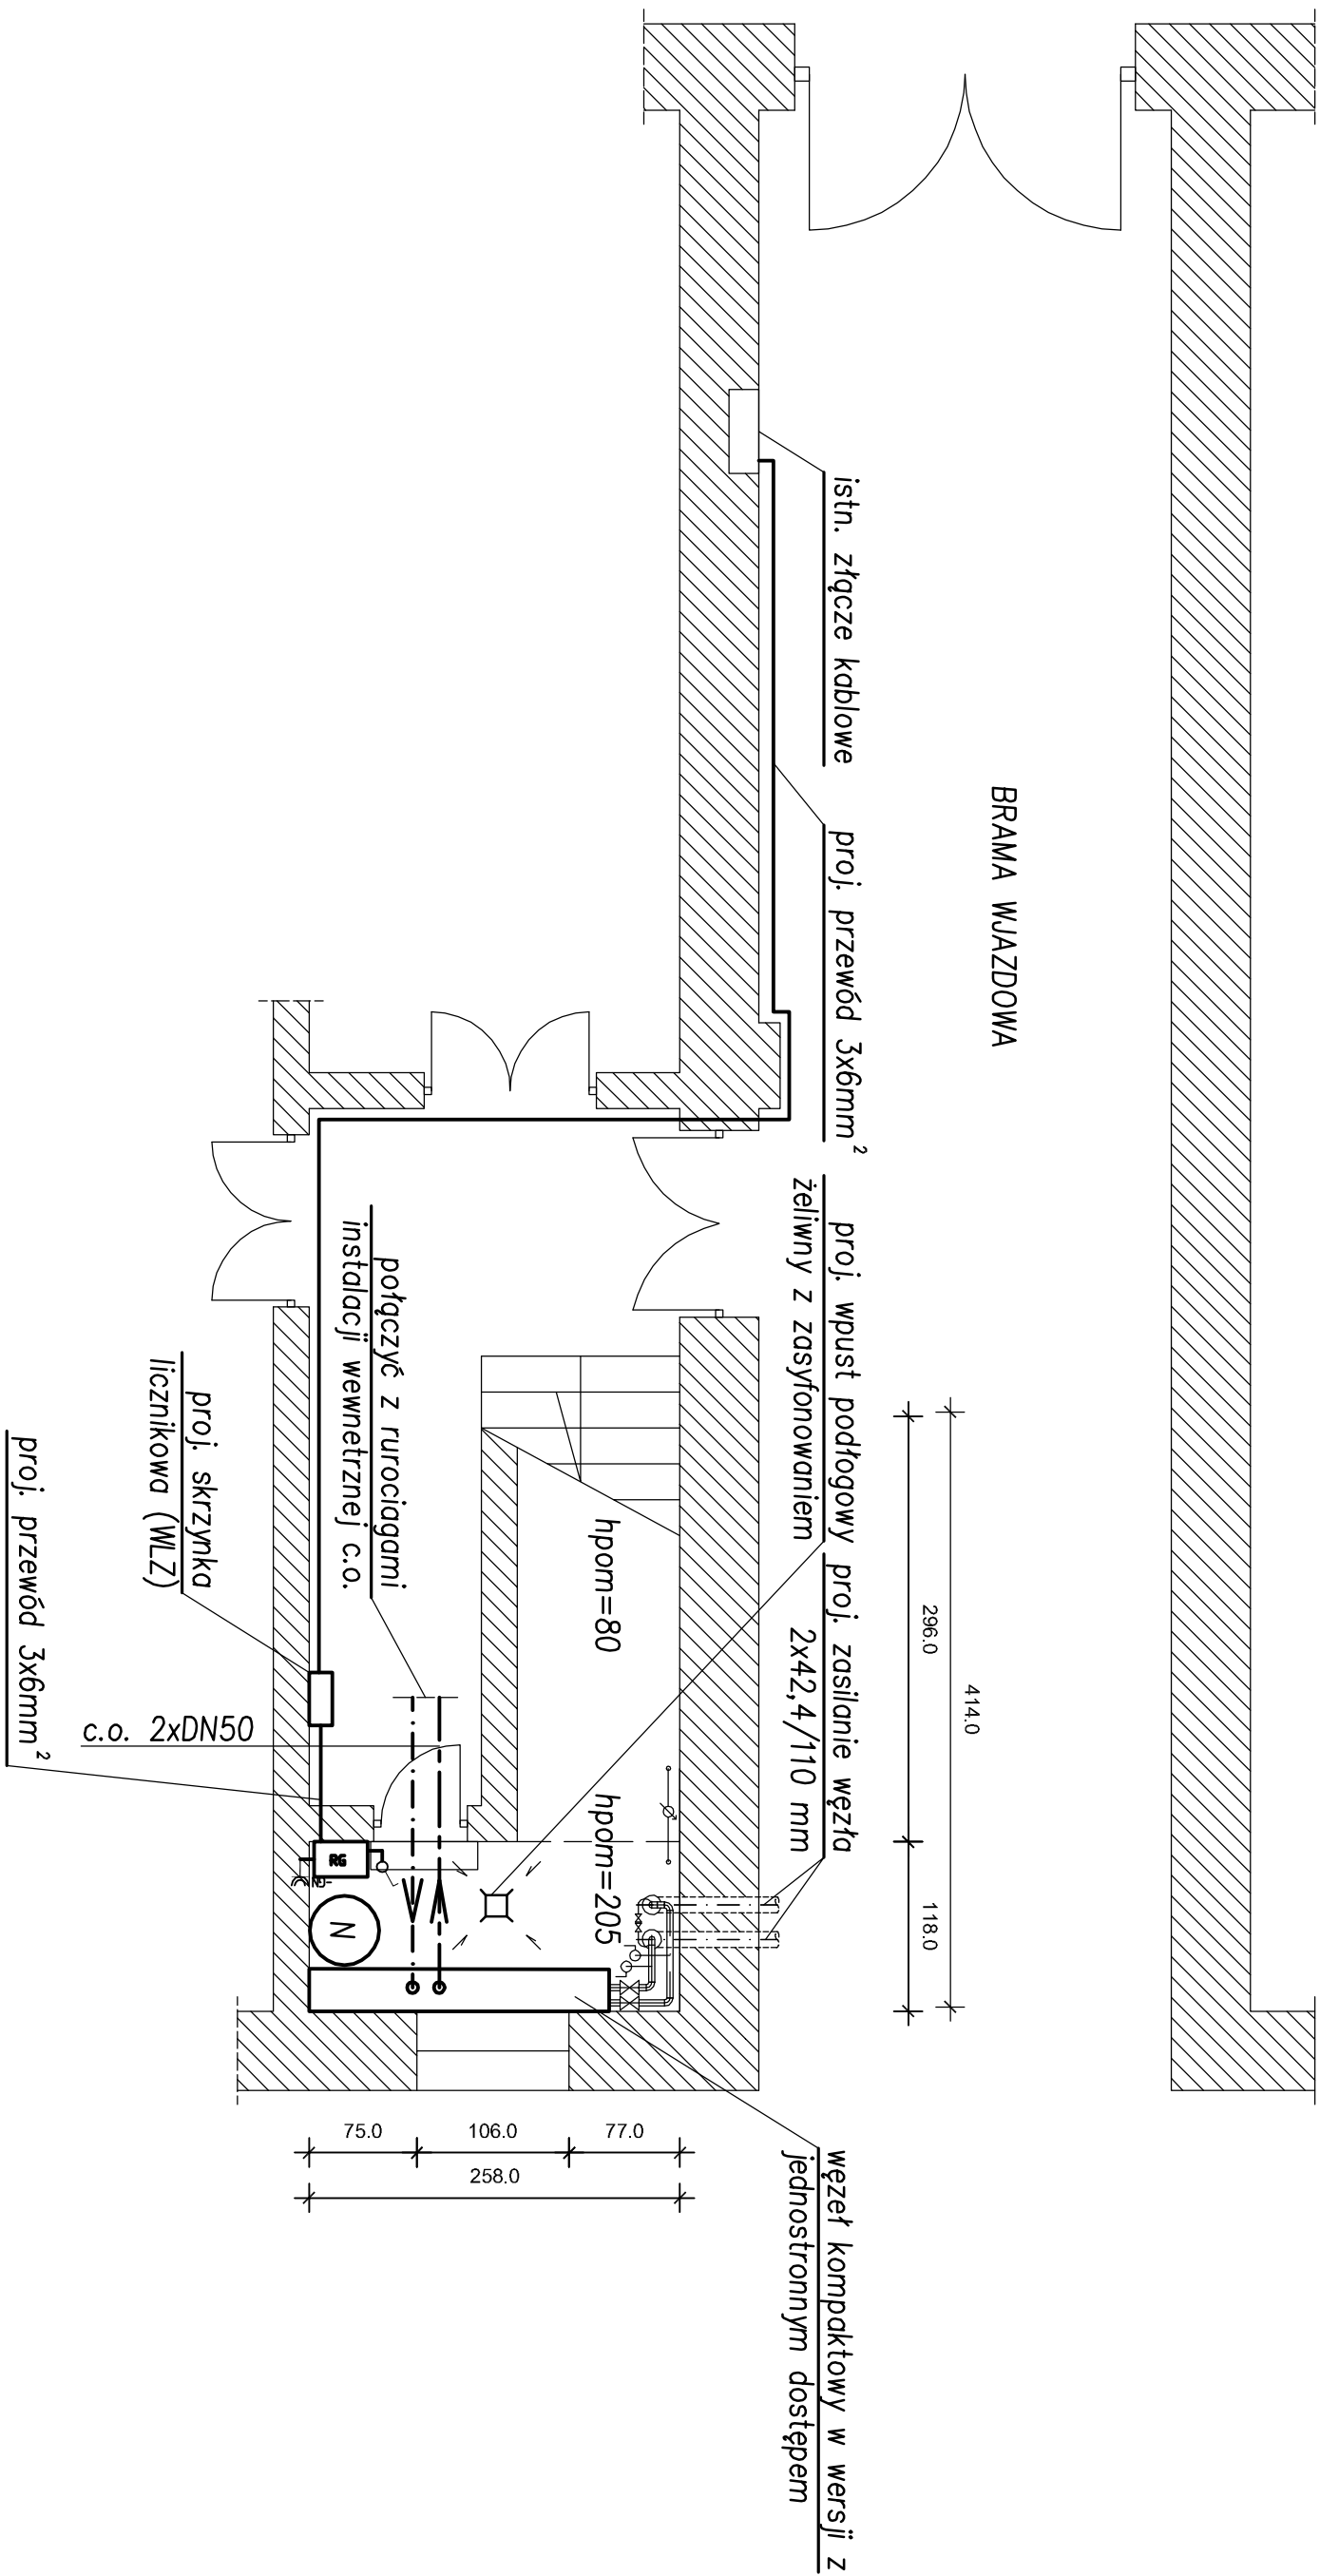 BRAMA WJAZDOWA
istn. złącze kablowe
proj. przewód 3x6mm²
proj. wpust podłogowy
żeliwny z zasyfonowaniem
proj. zasilanie węzła
2x42,4/110 mm
węzeł kompaktowy w wersji z
jednostronnym dostępem
414.0
296.0
118.0
hpom=80
hpom=205
połączyć z rurociągami
instalacji wewnetrznej c.o.
proj. skrzynka
licznikowa (WLZ)
c.o. 2xDN50
proj. przewód 3x6mm²
RG
N
75.0
106.0
77.0
258.0